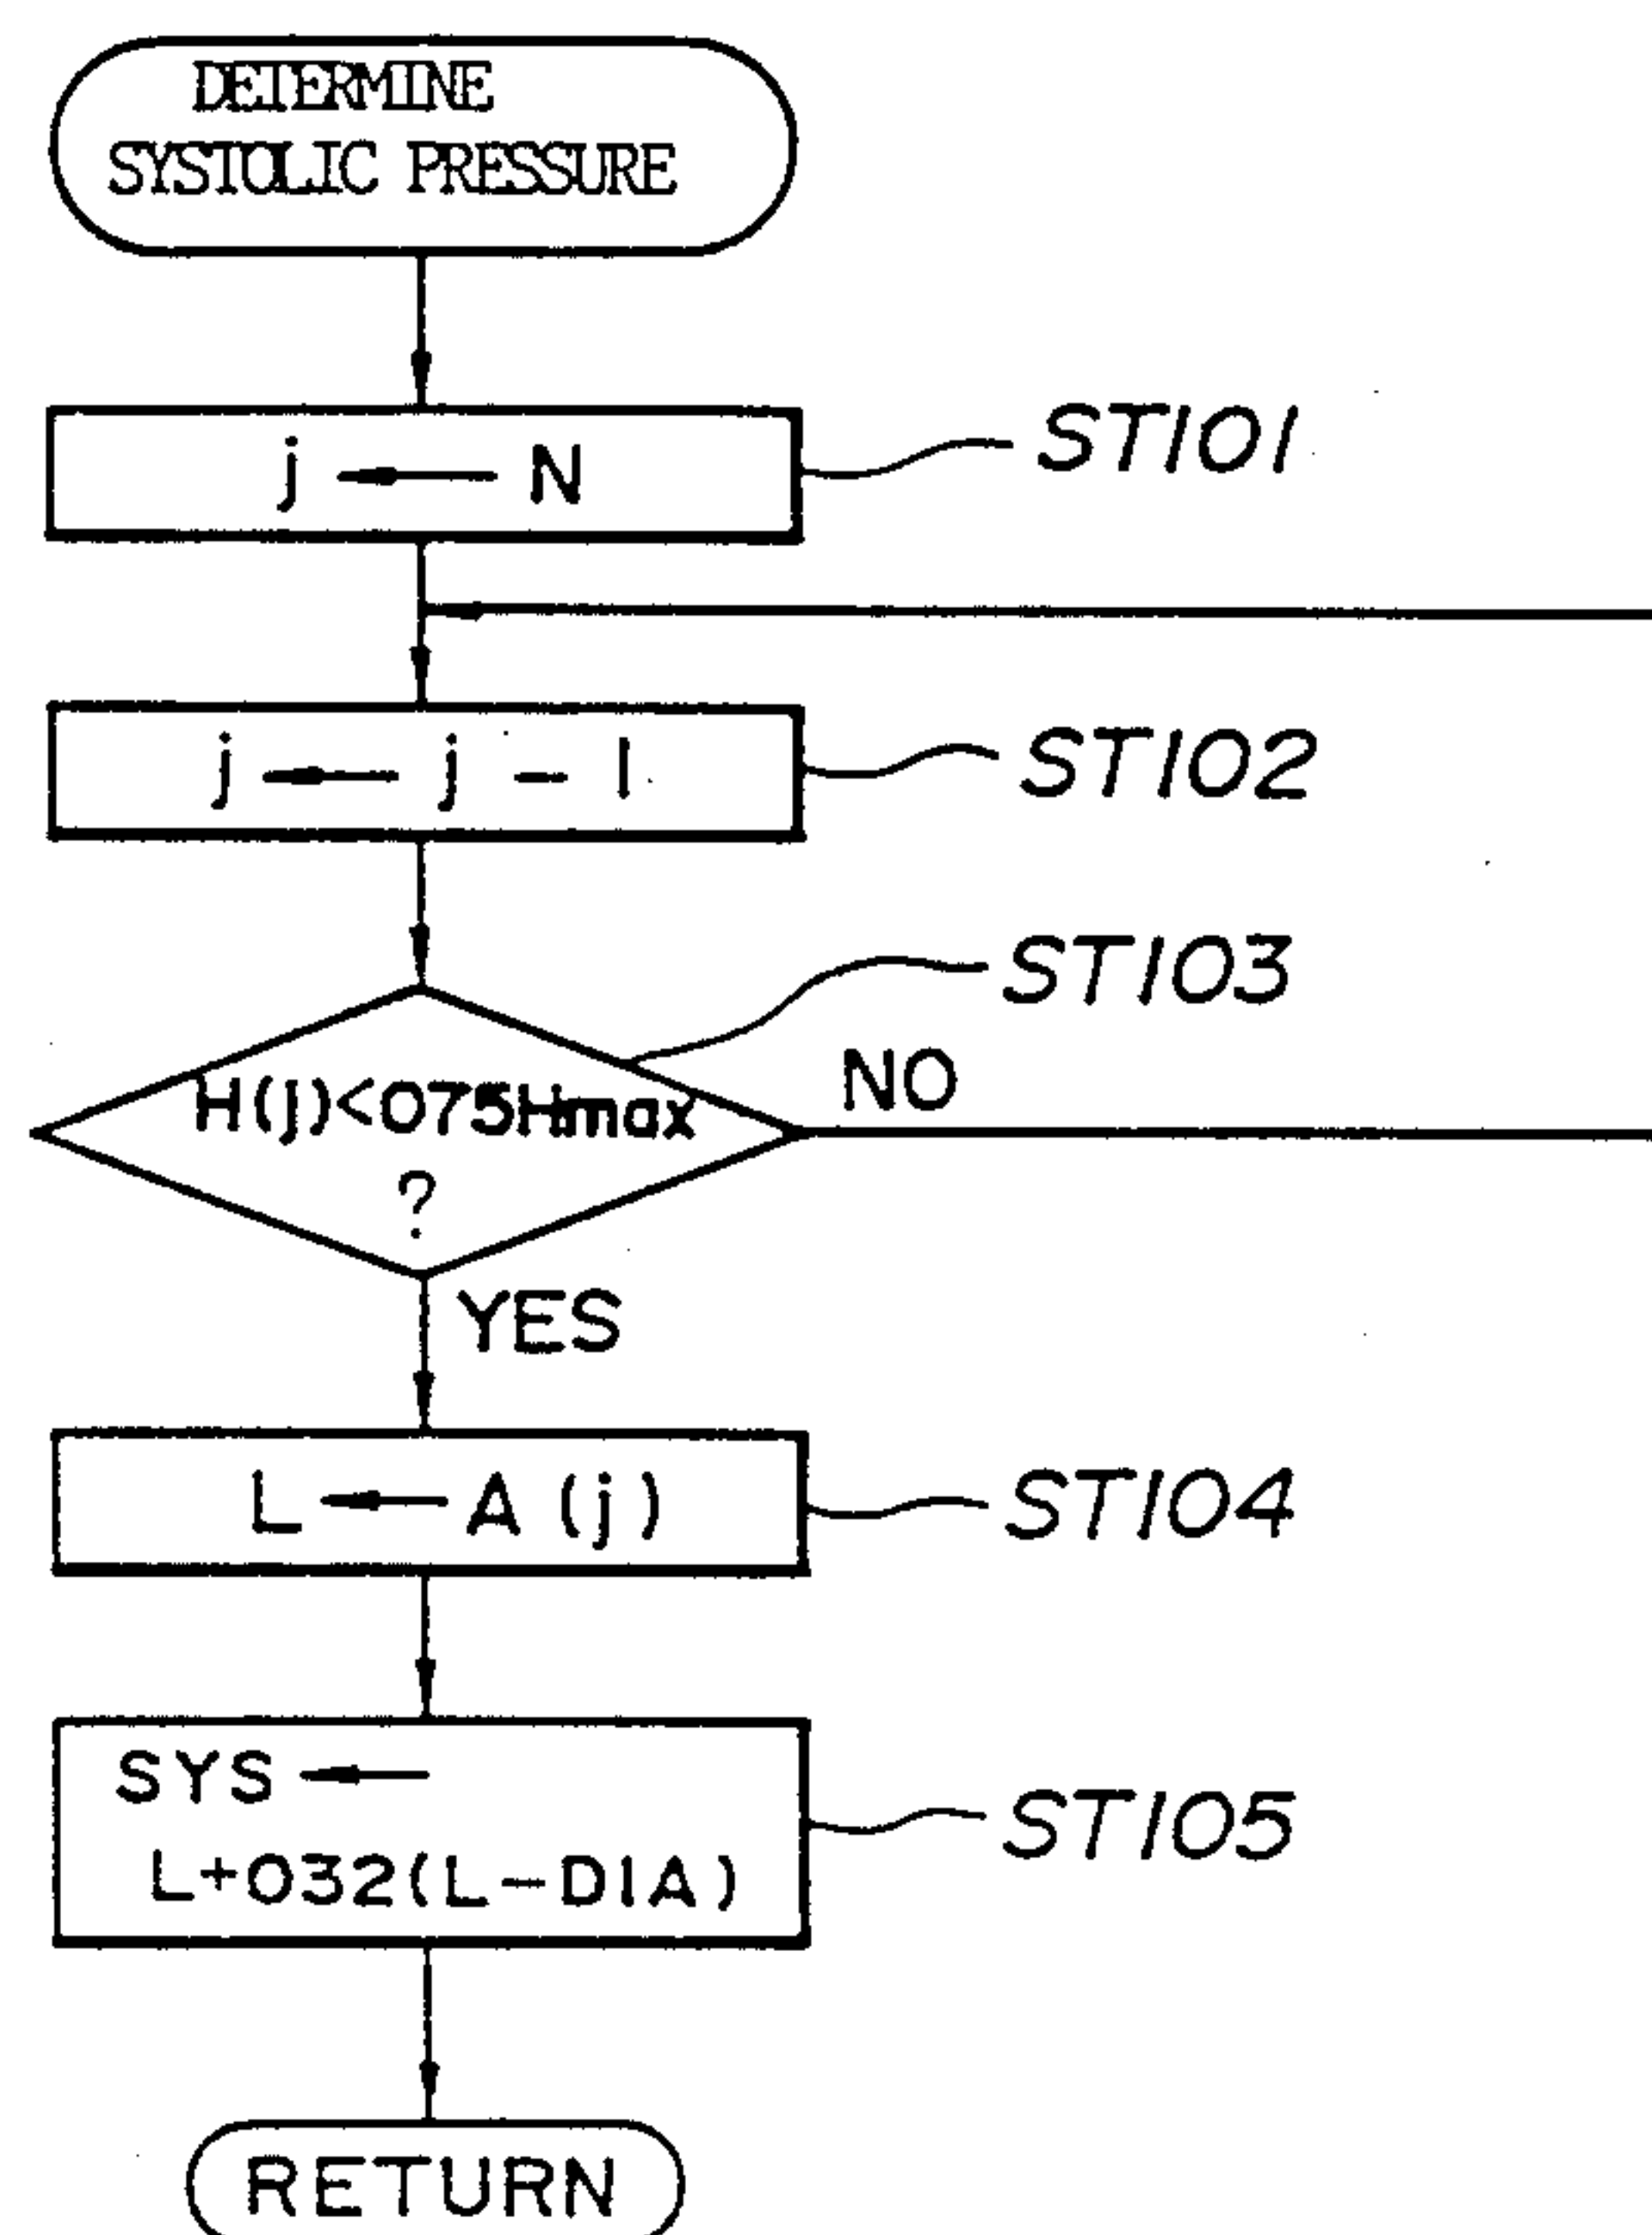 DETERMINE
SYSTOLIC PRESSURE
j ← N
ST101
j ← j - 1
ST102
ST103
H(j)<075Hmax
?
NO
YES
L ← A (j)
ST104
SYS ←
L+032(L-DIA)
ST105
RETURN